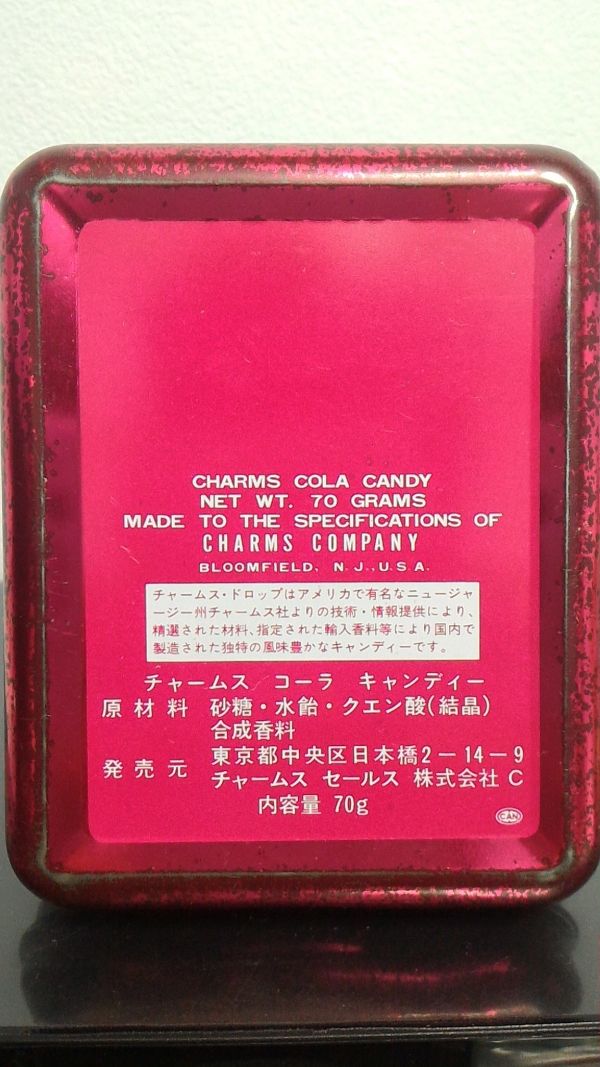 CHARMS COLA CANDY
NET WT. 70 GRAMS
MADE TO THE SPECIFICATIONS OF
CHARMS COMPANY
BLOOMFIELD, N.J., U.S.A.
チャームス・ドロップはアメリカで有名なニュージャ
ージー州チャームス社よりの技術・情報提供により、
精選された材料、指定された輸入香料等により国内で
製造された独特の風味豊かなキャンディーです。
チャームス コーラ キャンディー
原材料 砂糖・水飴・クエン酸(結晶)
合成香料
発売元 東京都中央区日本橋2-14-9
チャームス セールス 株式会社 C
内容量 70g
CAN